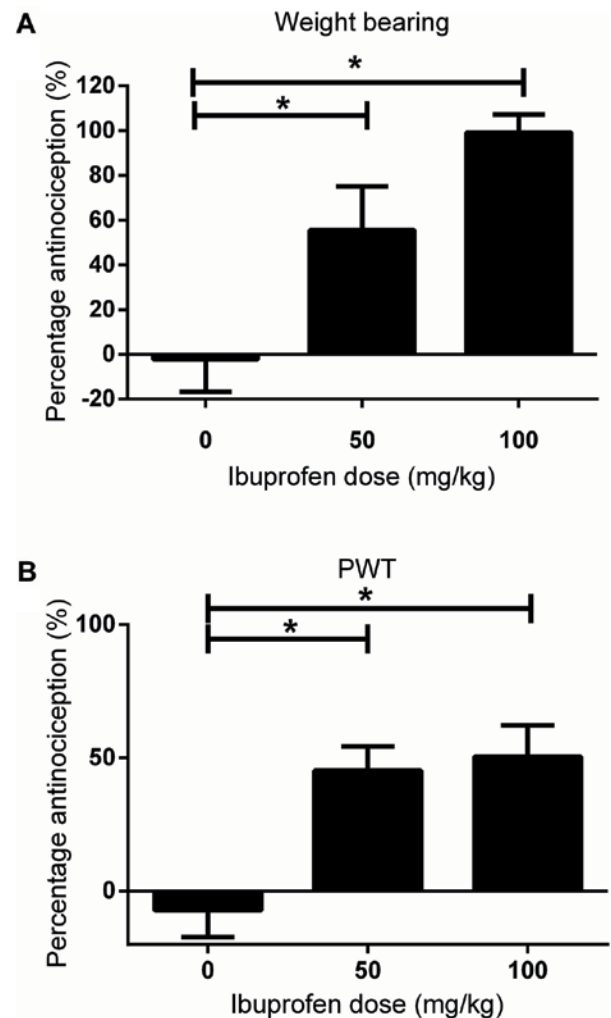 A
Weight bearing
Percentage antinociception (%)
120
100
80
60
40
20
0
-20
*
*
0 50 100
Ibuprofen dose (mg/kg)
B
PWT
Percentage antinociception (%)
100
50
0
*
*
0 50 100
Ibuprofen dose (mg/kg)